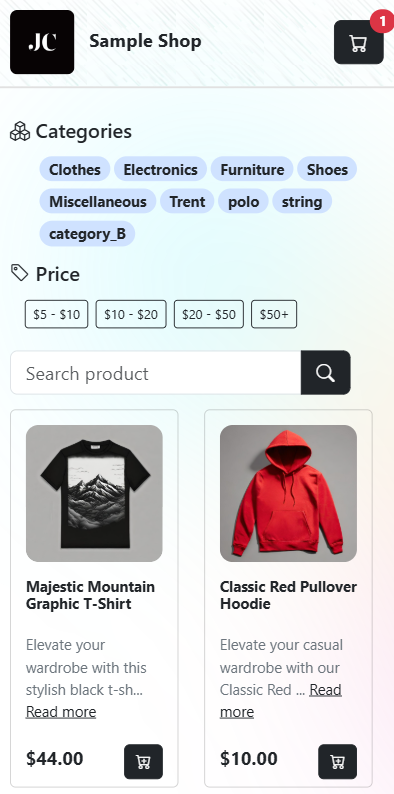 JC
Sample Shop
1
Categories
Clothes Electronics Furniture Shoes
Miscellaneous Trent polo string
category_B
Price
$5 - $10 $10 - $20 $20 - $50 $50+
Search product
Majestic Mountain
Graphic T-Shirt
Elevate your
wardrobe with this
stylish black t-sh...
Read more
$44.00
Classic Red Pullover
Hoodie
Elevate your casual
wardrobe with our
Classic Red ... Read
more
$10.00